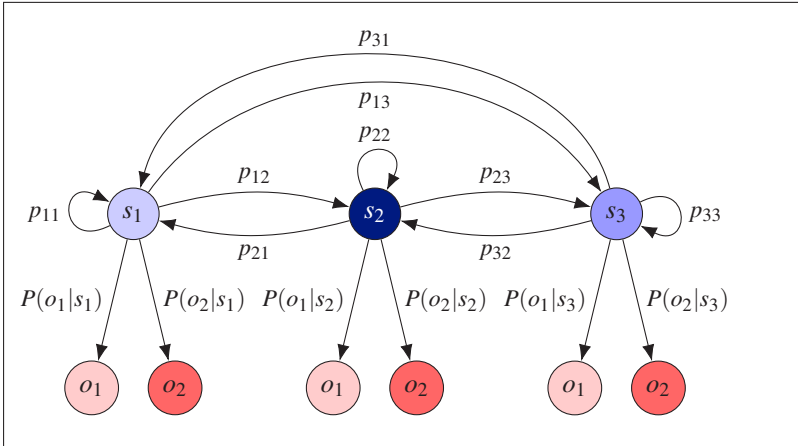 p₃₁
p₁₃
p₂₂
p₁₂ p₂₃
p₁₁ s₁ s₂ s₃ p₃₃
p₂₁ p₃₂
P(o₁|s₁) P(o₂|s₁) P(o₁|s₂) P(o₂|s₂) P(o₁|s₃) P(o₂|s₃)
o₁ o₂ o₁ o₂ o₁ o₂